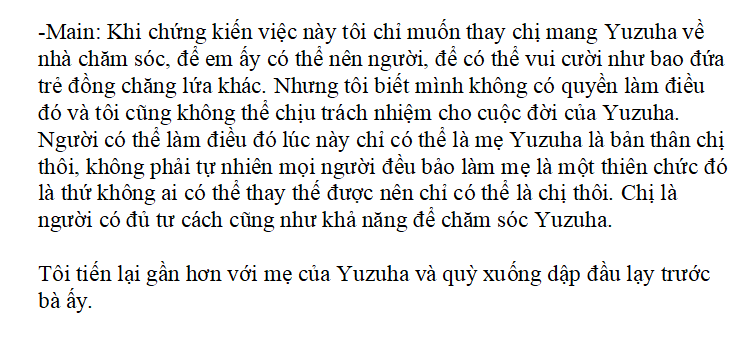 -Main: Khi chứng kiến việc này tôi chỉ muốn thay chị mang Yuzuha về
nhà chăm sóc, để em ấy có thể nên người, để có thể vui cười như bao đứa
trẻ đồng chăng lứa khác. Nhưng tôi biết mình không có quyền làm điều
đó và tôi cũng không thể chịu trách nhiệm cho cuộc đời của Yuzuha.
Người có thể làm điều đó lúc này chỉ có thể là mẹ Yuzuha là bản thân chị
thôi, không phải tự nhiên mọi người đều bảo làm mẹ là một thiên chức đó
là thứ không ai có thể thay thế được nên chỉ có thể là chị thôi. Chị là
người có đủ tư cách cũng như khả năng để chăm sóc Yuzuha.
Tôi tiến lại gần hơn với mẹ của Yuzuha và quỳ xuống dập đầu lạy trước
bà ấy.